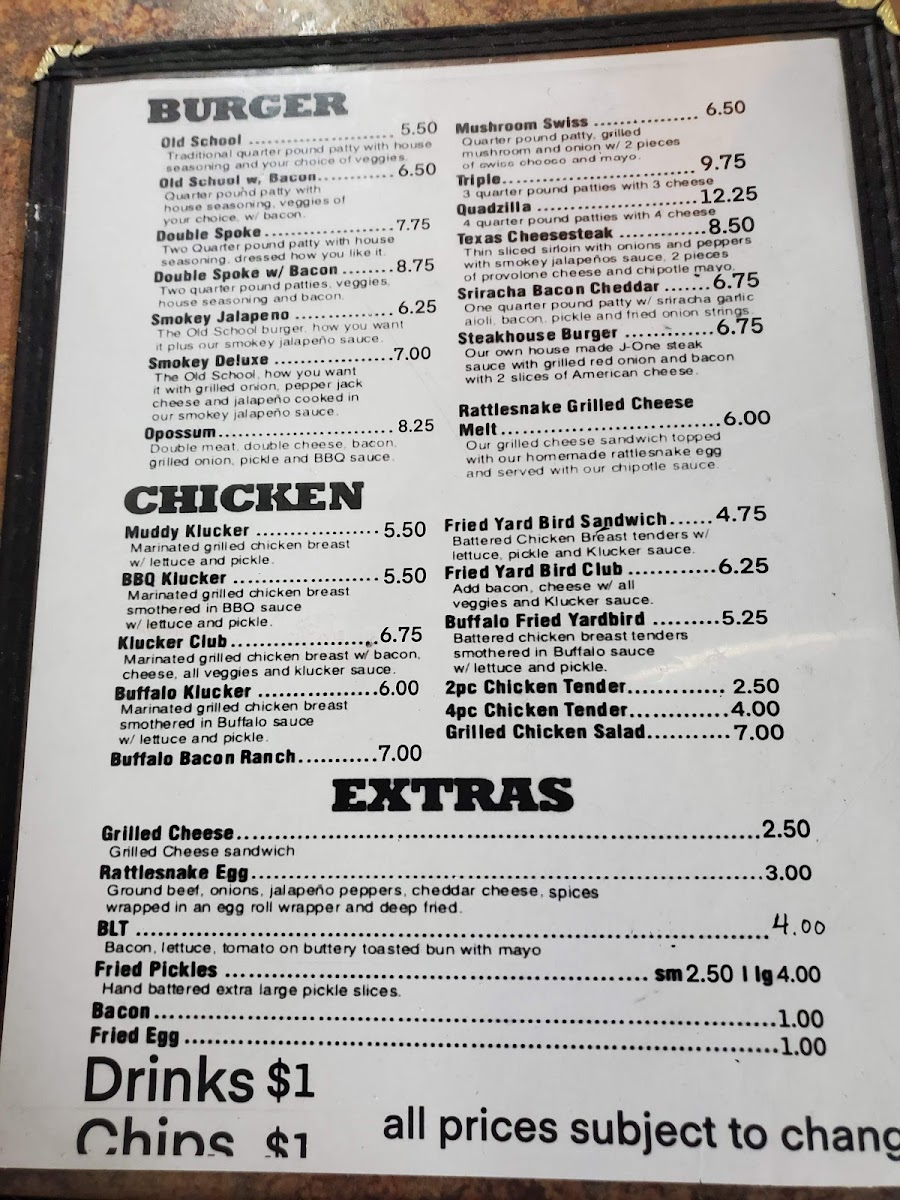 BURGER
Old School ........................ 5.50
Traditional quarter pound patty with house
seasoning and your choice of veggies.
Old School w, Bacon............. 6.50
Quarter pound patty with
house seasoning, veggies of
your choice, w/ bacon.
Double Spoke......................7.75
Two Quarter pound patty with house
seasoning, dressed how you like it.
Double Spoke w/ Bacon ........8.75
Two quarter pound patties, veggies,
house seasoning and bacon.
Smokey Jalapeno ................ 6.25
The Old School burger, how you want
it plus our smokey jalapeño sauce.
Smokey Deluxe ...................7.00
The Old School, how you want
it with grilled onion, pepper jack
cheese and jalapeño cooked in
our smokey jalapeño sauce.
Opossum............................ 8.25
Double meat, double cheese, bacon,
grilled onion, pickle and BBQ sauce.
Mushroom Swiss ................. 6.50
Quarter pound patty, grilled
mushroom and onion w/ 2 pieces
of swiss and mayo.
Triple.............................. 9.75
3 quarter pound patties with 3 cheese
Quadzilla .........................12.25
4 quarter pound patties with 4 cheese
Texas Cheesesteak .............8.50
Thin sliced sirloin with onions and peppers
with smokey jalapeños sauce, 2 pieces
of provolone cheese and chipotle mayo.
Sriracha Bacon Cheddar .......6.75
One quarter pound patty w/ sriracha garlic
aioli, bacon, pickle and fried onion strings.
Steakhouse Burger .............6.75
Our own house made J-One steak
sauce with grilled red onion and bacon
with 2 slices of American cheese.
Rattlesnake Grilled Cheese
Melt.................................6.00
Our grilled cheese sandwich topped
with our homemade rattlesnake egg
and served with our chipotle sauce.
CHICKEN
Muddy Klucker ................... 5.50
Marinated grilled chicken breast
w/ lettuce and pickle.
BBQ Klucker ...................... 5.50
Marinated grilled chicken breast
smothered in BBQ sauce
w/ lettuce and pickle.
Klucker Club.......................6.75
Marinated grilled chicken breast w/ bacon,
cheese, all veggies and klucker sauce.
Buffalo Klucker ..................6.00
Marinated grilled chicken breast
smothered in Buffalo sauce
w/ lettuce and pickle.
Buffalo Bacon Ranch............7.00
Fried Yard Bird Sandwich......4.75
Battered Chicken Breast tenders w/
lettuce, pickle and Klucker sauce.
Fried Yard Bird Club ............6.25
Add bacon, cheese w/ all
veggies and Klucker sauce.
Buffalo Fried Yardbird .........5.25
Battered chicken breast tenders
smothered in Buffalo sauce
w/ lettuce and pickle.
2pc Chicken Tender............. 2.50
4pc Chicken Tender.............4.00
Grilled Chicken Salad...........7.00
EXTRAS
Grilled Cheese...........................................................2.50
Grilled Cheese sandwich
Rattlesnake Egg.........................................................3.00
Ground beef, onions, jalapeño peppers, cheddar cheese, spices
wrapped in an egg roll wrapper and deep fried.
BLT .......................................................................4.00
Bacon, lettuce, tomato on buttery toasted bun with mayo
Fried Pickles ................................................ sm 2.50 | lg 4.00
Hand battered extra large pickle slices.
Bacon......................................................................1.00
Fried Egg..................................................................1.00
Drinks $1
Chips $1
all prices subject to chang